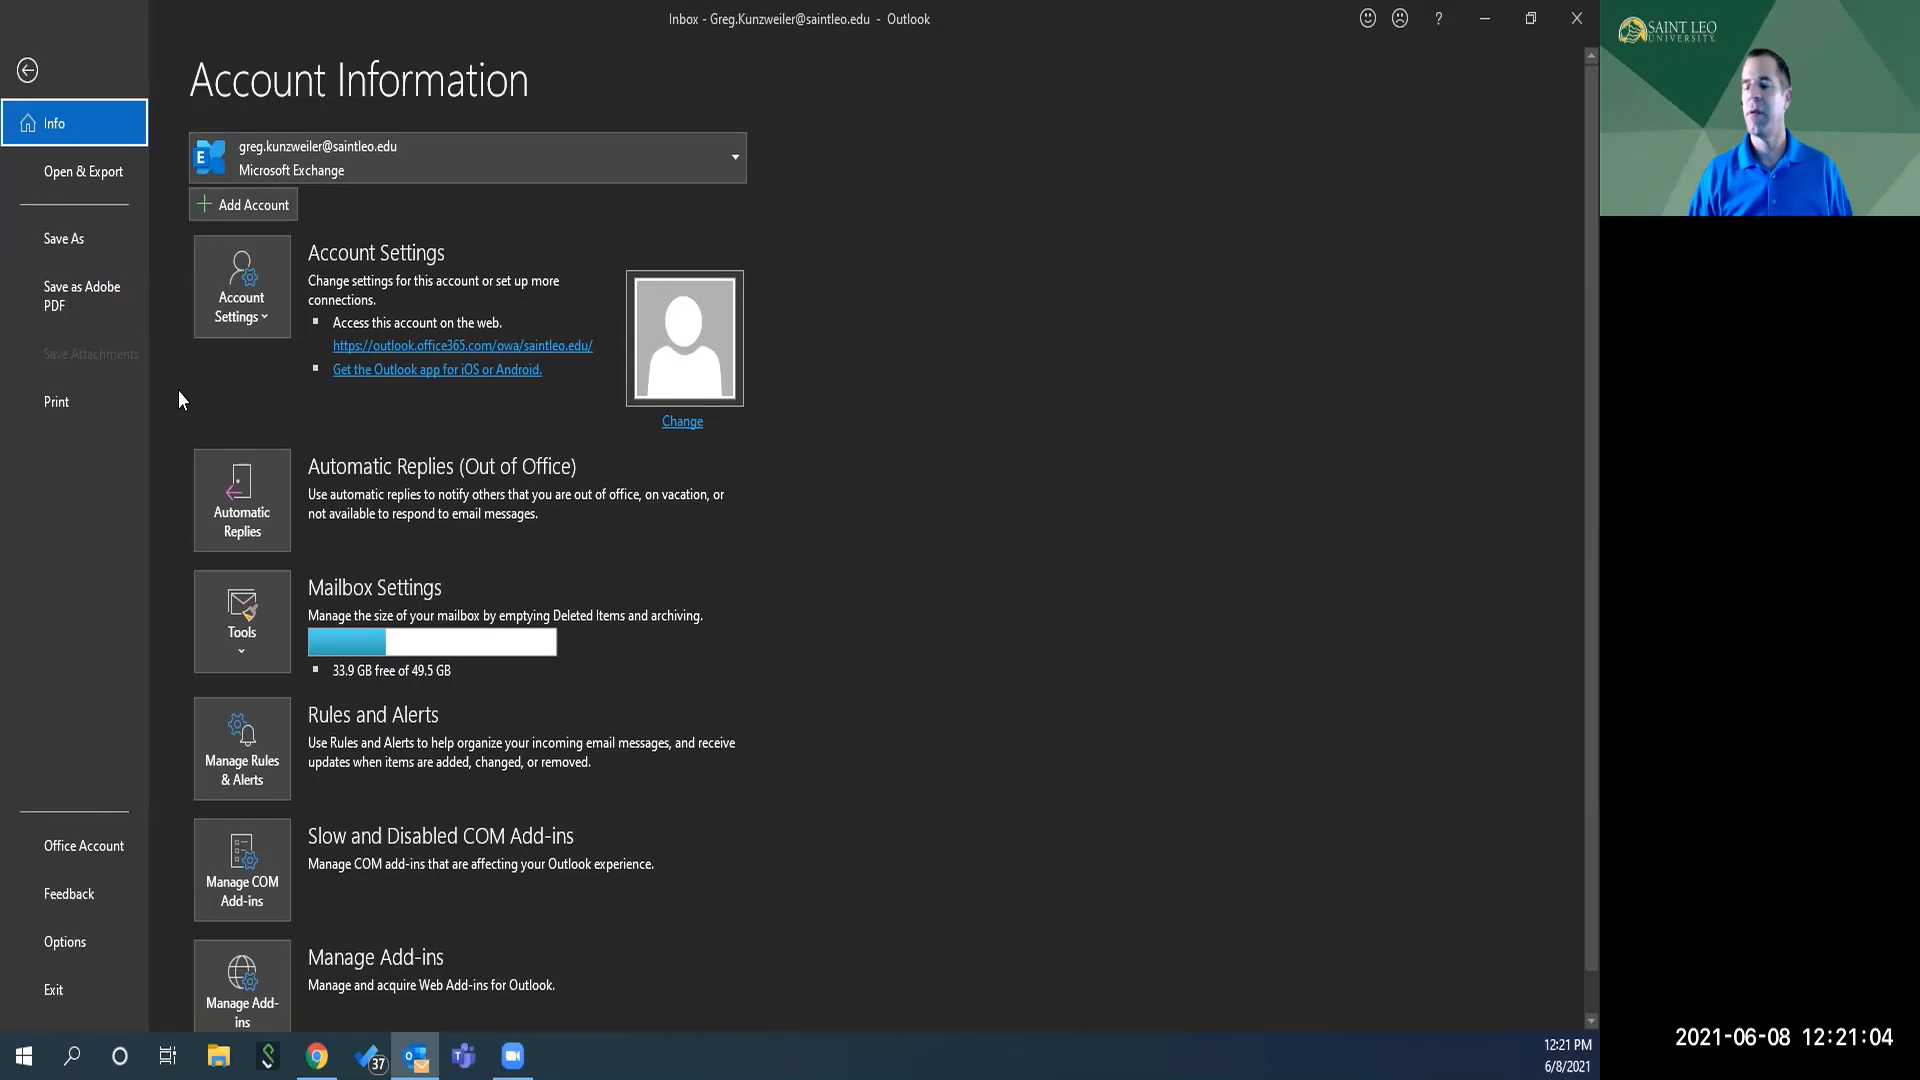 Inbox - Greg.Kunzweiler@saintleo.edu - Outlook
?
SAINT LEO
UNIVERSITY.
Account Information
Info
Open & Export
Save As
Save as Adobe
PDF
Save Attachments
Print
Office Account
Feedback
Options
Exit
E
greg.kunzweiler@saintleo.edu
Microsoft Exchange
Add Account
Account
Settings
Account Settings
Change settings for this account or set up more
connections.
Access this account on the web.
https://outlook.office365.com/owa/saintleo.edu/
Get the Outlook app for iOS or Android.
Change
Automatic
Replies
Automatic Replies (Out of Office)
Use automatic replies to notify others that you are out of office, on vacation, or
not available to respond to email messages.
Tools
Mailbox Settings
Manage the size of your mailbox by emptying Deleted Items and archiving.
33.9 GB free of 49.5 GB
Manage Rules
& Alerts
Rules and Alerts
Use Rules and Alerts to help organize your incoming email messages, and receive
updates when items are added, changed, or removed.
Manage COM
Add-ins
Slow and Disabled COM Add-ins
Manage COM add-ins that are affecting your Outlook experience.
Manage Add-
ins
Manage Add-ins
Manage and acquire Web Add-ins for Outlook.
37
12:21 PM
6/8/2021
2021-06-08 12:21:04